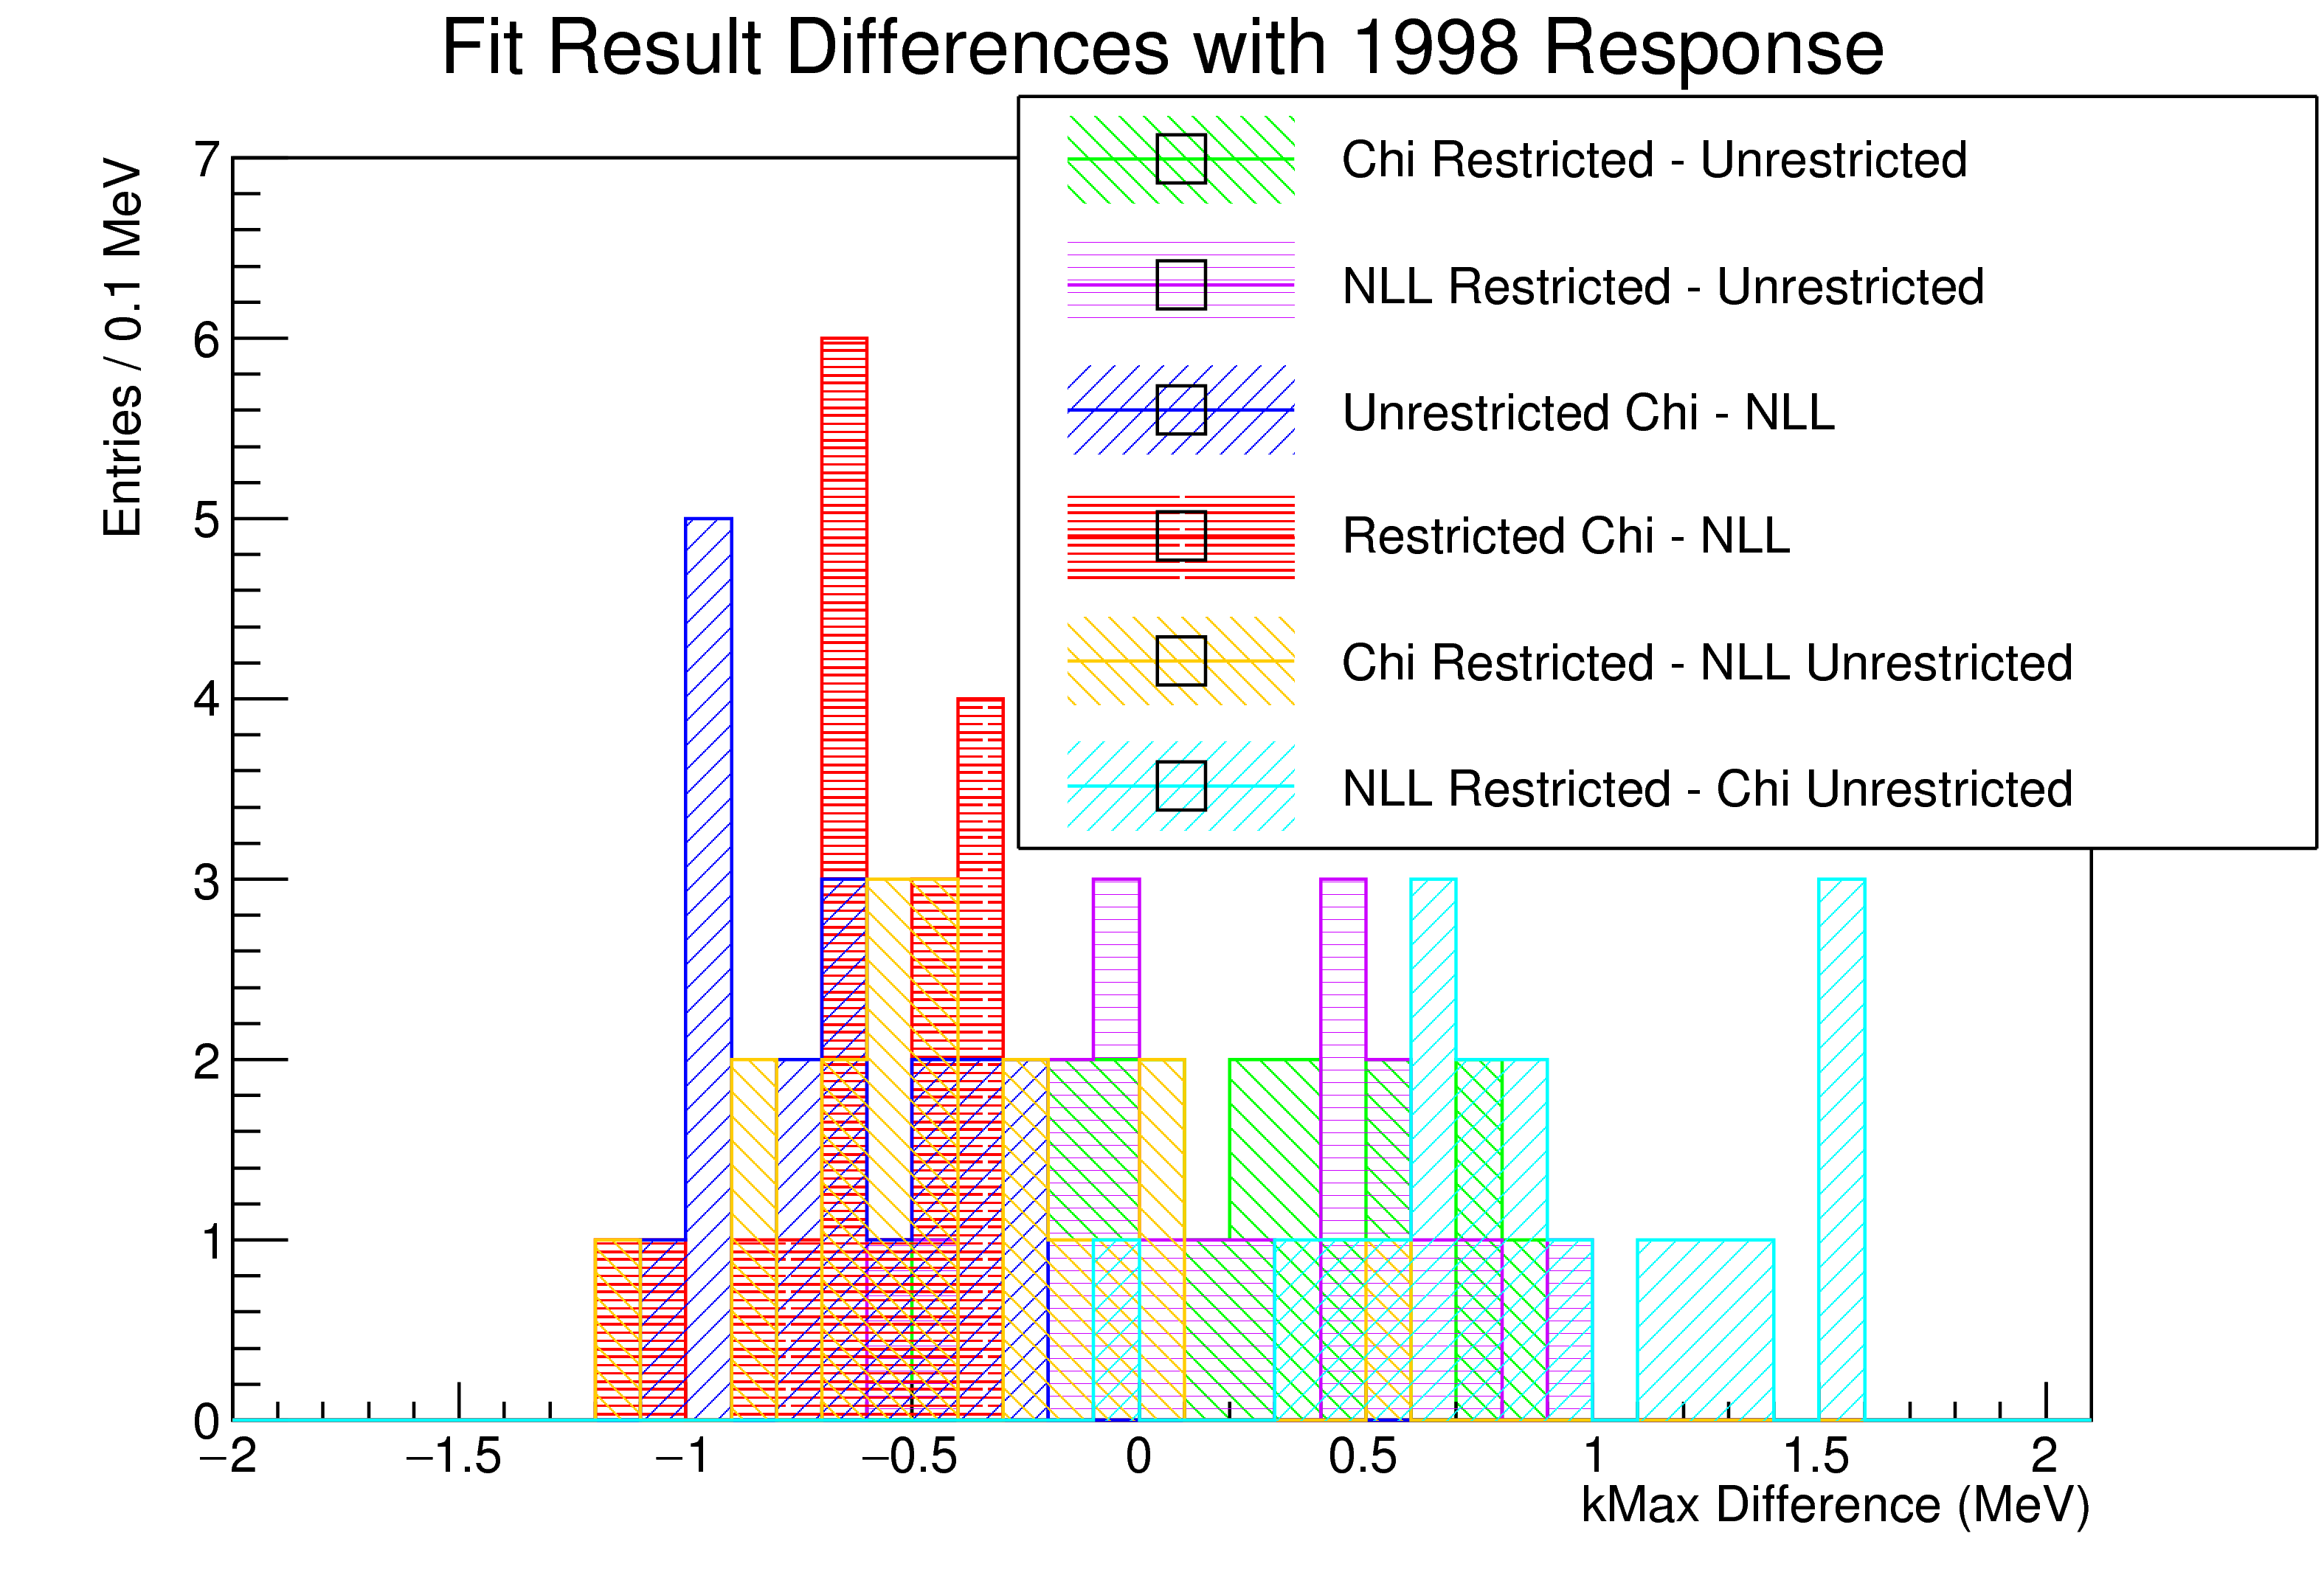 Fit Result Differences with 1998 Response
Entries / 0.1 MeV
7
6
5
4
3
2
1
0
Chi Restricted - Unrestricted
NLL Restricted - Unrestricted
Unrestricted Chi - NLL
Restricted Chi - NLL
Chi Restricted - NLL Unrestricted
NLL Restricted - Chi Unrestricted
−2 −1.5 −1 −0.5 0 0.5 1 1.5 2
kMax Difference (MeV)